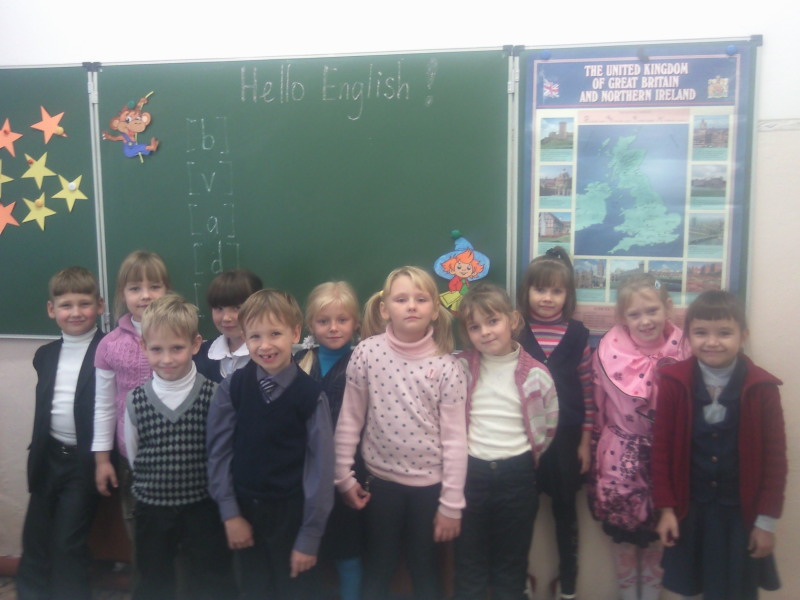 Hello English !
[b]
[v]
[a]
[d]
THE UNITED KINGDOM
OF GREAT BRITAIN
AND NORTHERN IRELAND